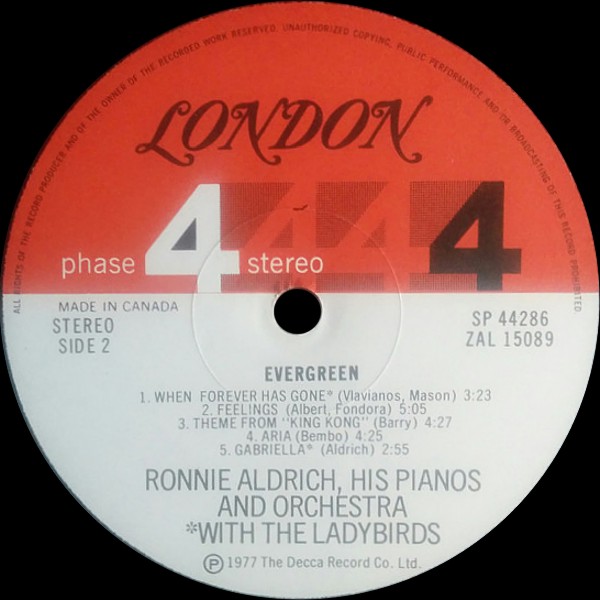 ALL RIGHTS OF THE RECORD PRODUCER AND OF THE OWNER OF THE RECORDED WORK RESERVED. UNAUTHORIZED COPYING, PUBLIC PERFORMANCE AND/OR BROADCASTING OF THIS RECORD PROHIBITED
LONDON
phase 4 stereo 4 4 4
MADE IN CANADA
STEREO
SIDE 2
SP 44286
ZAL 15089
EVERGREEN
1. WHEN FOREVER HAS GONE* (Vlavianos, Mason) 3:23
2. FEELINGS (Albert, Fondora) 5:05
3. THEME FROM "KING KONG" (Barry) 4:27
4. ARIA (Bembo) 4:25
5. GABRIELLA* (Aldrich) 2:55
RONNIE ALDRICH, HIS PIANOS
AND ORCHESTRA
*WITH THE LADYBIRDS
Ⓟ 1977 The Decca Record Co. Ltd.